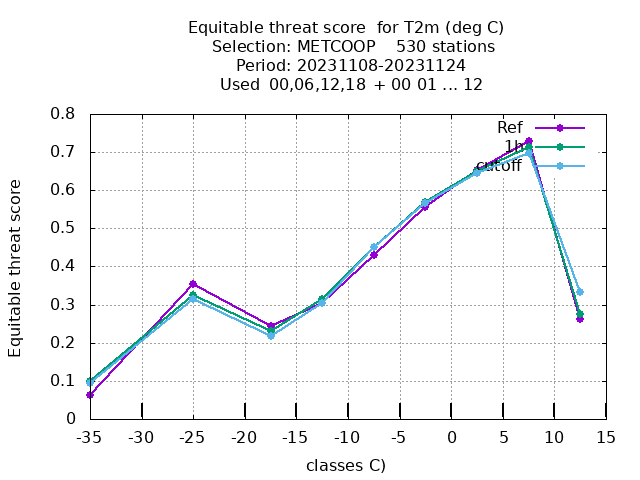 Equitable threat score  for T2m (deg C)
Selection: METCOOP    530 stations
Period: 20231108-20231124
Used  00,06,12,18  + 00 01 ... 12
Ref
1h
cutoff
Equitable threat score
0.8
0.7
0.6
0.5
0.4
0.3
0.2
0.1
0
-35 -30 -25 -20 -15 -10 -5 0 5 10 15
classes C)